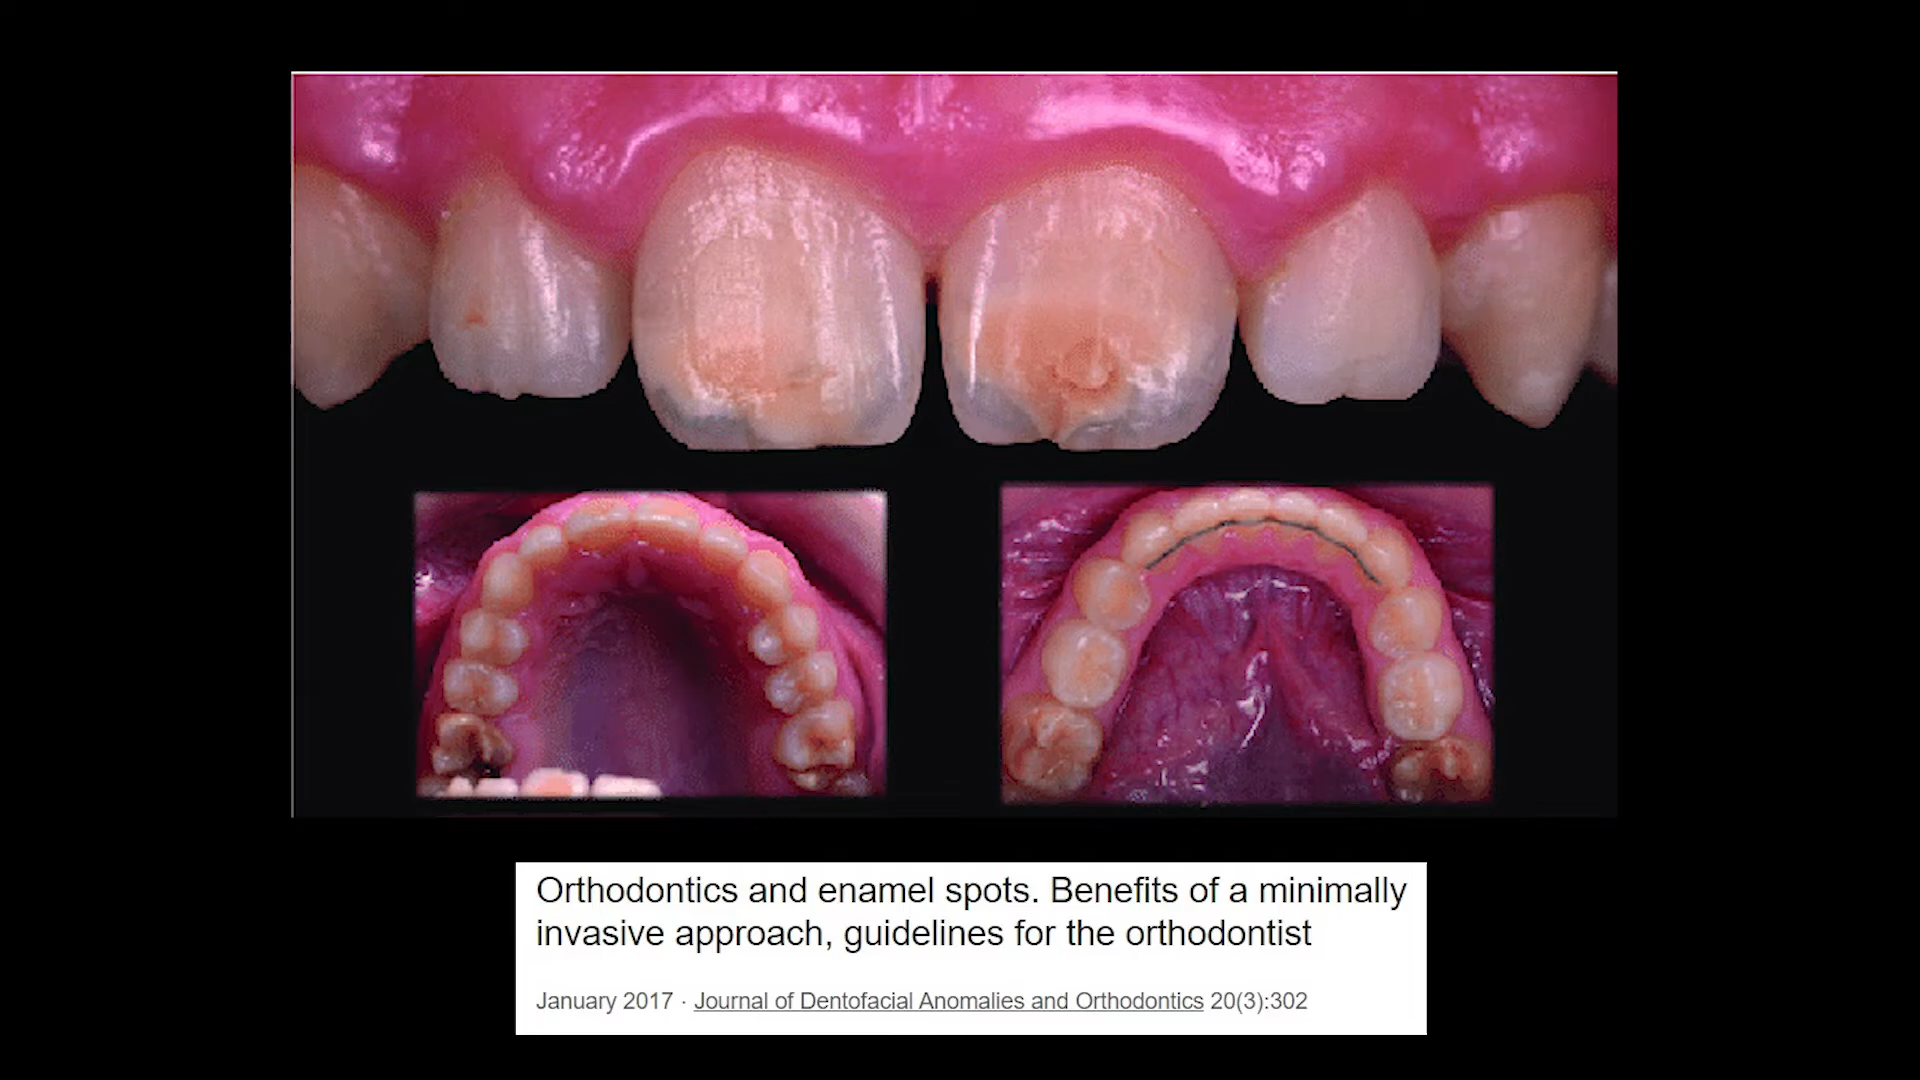 Orthodontics and enamel spots. Benefits of a minimally
invasive approach, guidelines for the orthodontist
January 2017 · Journal of Dentofacial Anomalies and Orthodontics 20(3):302